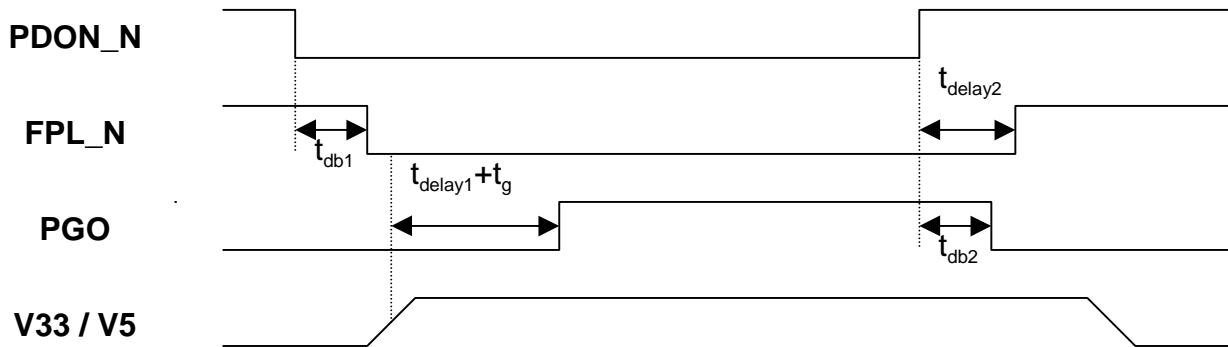 PDON_N
t_delay2
FPL_N
t_db1
t_delay1+t_g
PGO
t_db2
V33 / V5